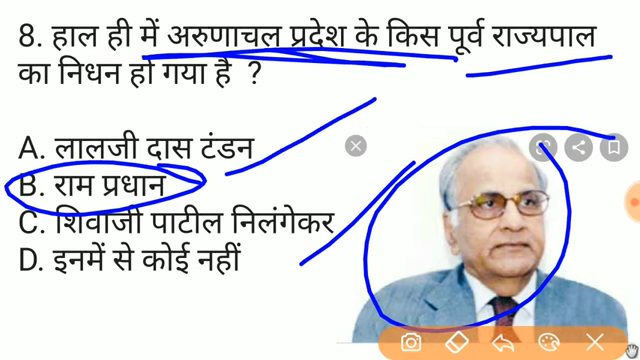 8. हाल ही में अरुणाचल प्रदेश के किस पूर्व राज्यपाल
का निधन हो गया है ?
A. लालजी दास टंडन
B. राम प्रधान
C. शिवाजी पाटील निलंगेकर
D. इनमें से कोई नहीं